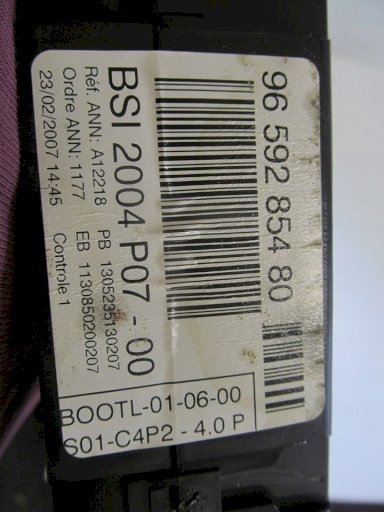 96 592 854 80
BSI 2004 P07 - 00
Réf. ANN: A12218 PB 1305235130207
Ordre ANN: 1177 EB 1130850200207
23/02/2007 14:45 Controle 1
BOOTL-01-06-00
S01-C4P2 - 4.0 P